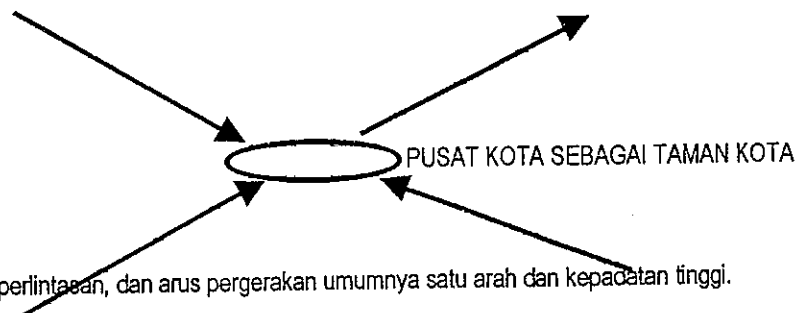 PUSAT KOTA SEBAGAI TAMAN KOTA
perlintasan, dan arus pergerakan umumnya satu arah dan kepadatan tinggi.